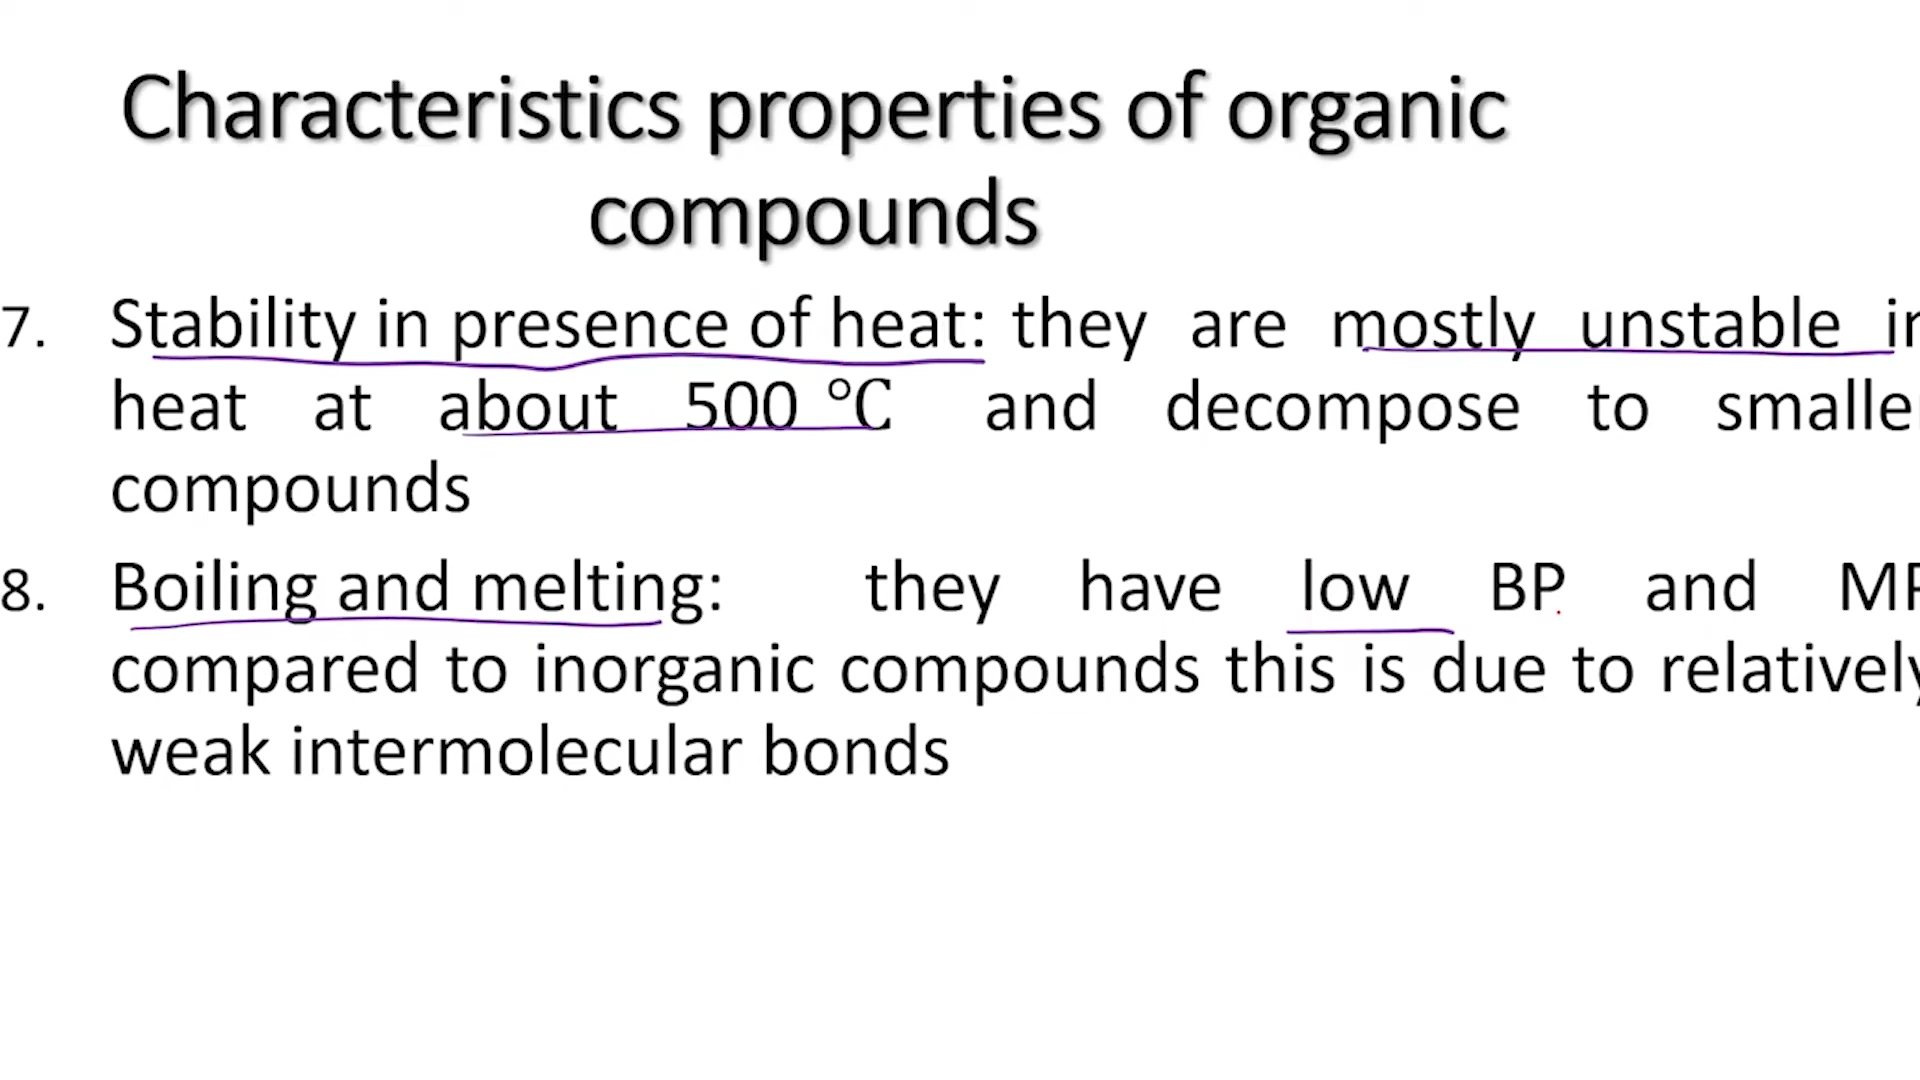 Characteristics properties of organic
compounds
7. Stability in presence of heat: they are mostly unstable in
heat at about 500 °C and decompose to smaller
compounds
8. Boiling and melting: they have low BP and MP
compared to inorganic compounds this is due to relatively
weak intermolecular bonds